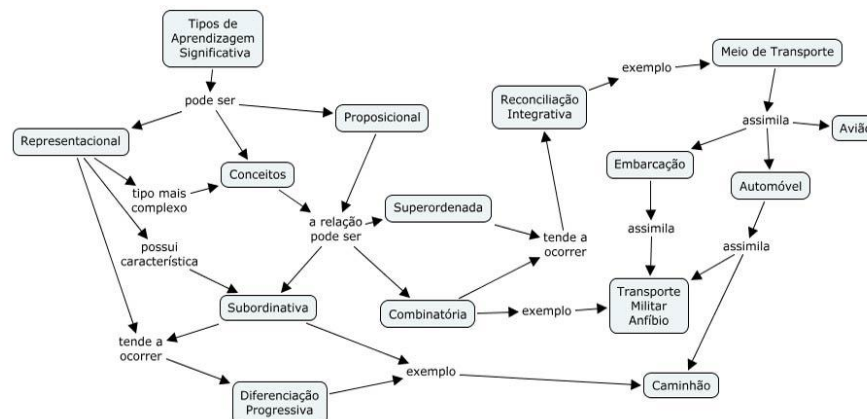 Tipos de
Aprendizagem
Significativa
pode ser
Representacional
Proposicional
Conceitos
tipo mais
complexo
possui
característica
a relação
pode ser
Superordenada
Subordinativa
Combinatória
tende a
ocorrer
Diferenciação
Progressiva
exemplo
tende a
ocorrer
Reconciliação
Integrativa
exemplo
Meio de Transporte
assimila
Avião
Embarcação
Automóvel
assimila
assimila
exemplo
Transporte
Militar
Anfíbio
Caminhão